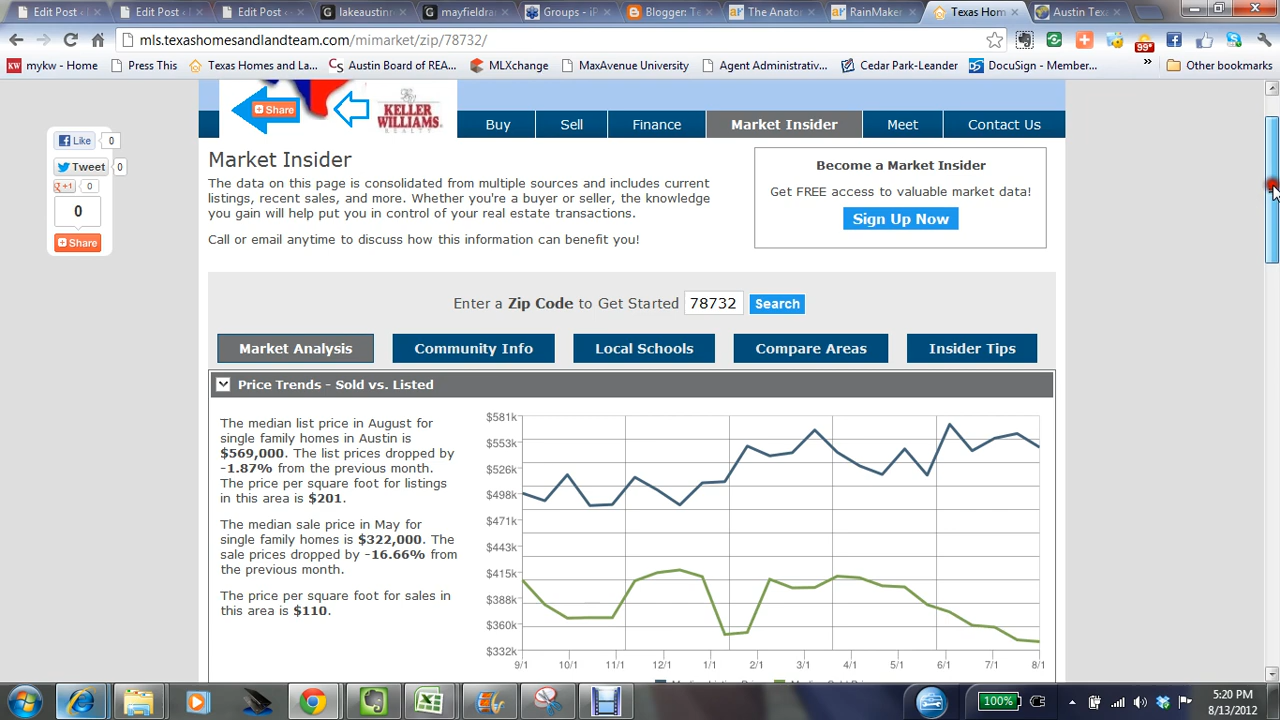 Edit Post
Edit Post
Edit Post
lakeaustin
mayfieldran
Groups - iP
Blogger: Te
The Anator
RainMaker
Texas Hom
Austin Texa
mls.texashomesandlandteam.com/mimarket/zip/78732/
99+
mykw - Home
Press This
Texas Homes and La...
Austin Board of REA...
MLXchange
MaxAvenue University
Agent Administrativ...
Cedar Park-Leander
DocuSign - Member...
»
Other bookmarks
Share
KELLER
WILLIAMS
REALTY
Buy
Sell
Finance
Market Insider
Meet
Contact Us
Like 0
Tweet 0
+1 0
0
Share
Market Insider
The data on this page is consolidated from multiple sources and includes current
listings, recent sales, and more. Whether you're a buyer or seller, the knowledge
you gain will help put you in control of your real estate transactions.
Call or email anytime to discuss how this information can benefit you!
Become a Market Insider
Get FREE access to valuable market data!
Sign Up Now
Enter a Zip Code to Get Started 78732 Search
Market Analysis
Community Info
Local Schools
Compare Areas
Insider Tips
Price Trends - Sold vs. Listed
The median list price in August for
single family homes in Austin is
$569,000. The list prices dropped by
-1.87% from the previous month.
The price per square foot for listings
in this area is $201.
The median sale price in May for
single family homes is $322,000. The
sale prices dropped by -16.66% from
the previous month.
The price per square foot for sales in
this area is $110.
$581k
$553k
$526k
$498k
$471k
$443k
$415k
$388k
$360k
$332k
9/1 10/1 11/1 12/1 1/1 2/1 3/1 4/1 5/1 6/1 7/1 8/1
100%
5:20 PM
8/13/2012